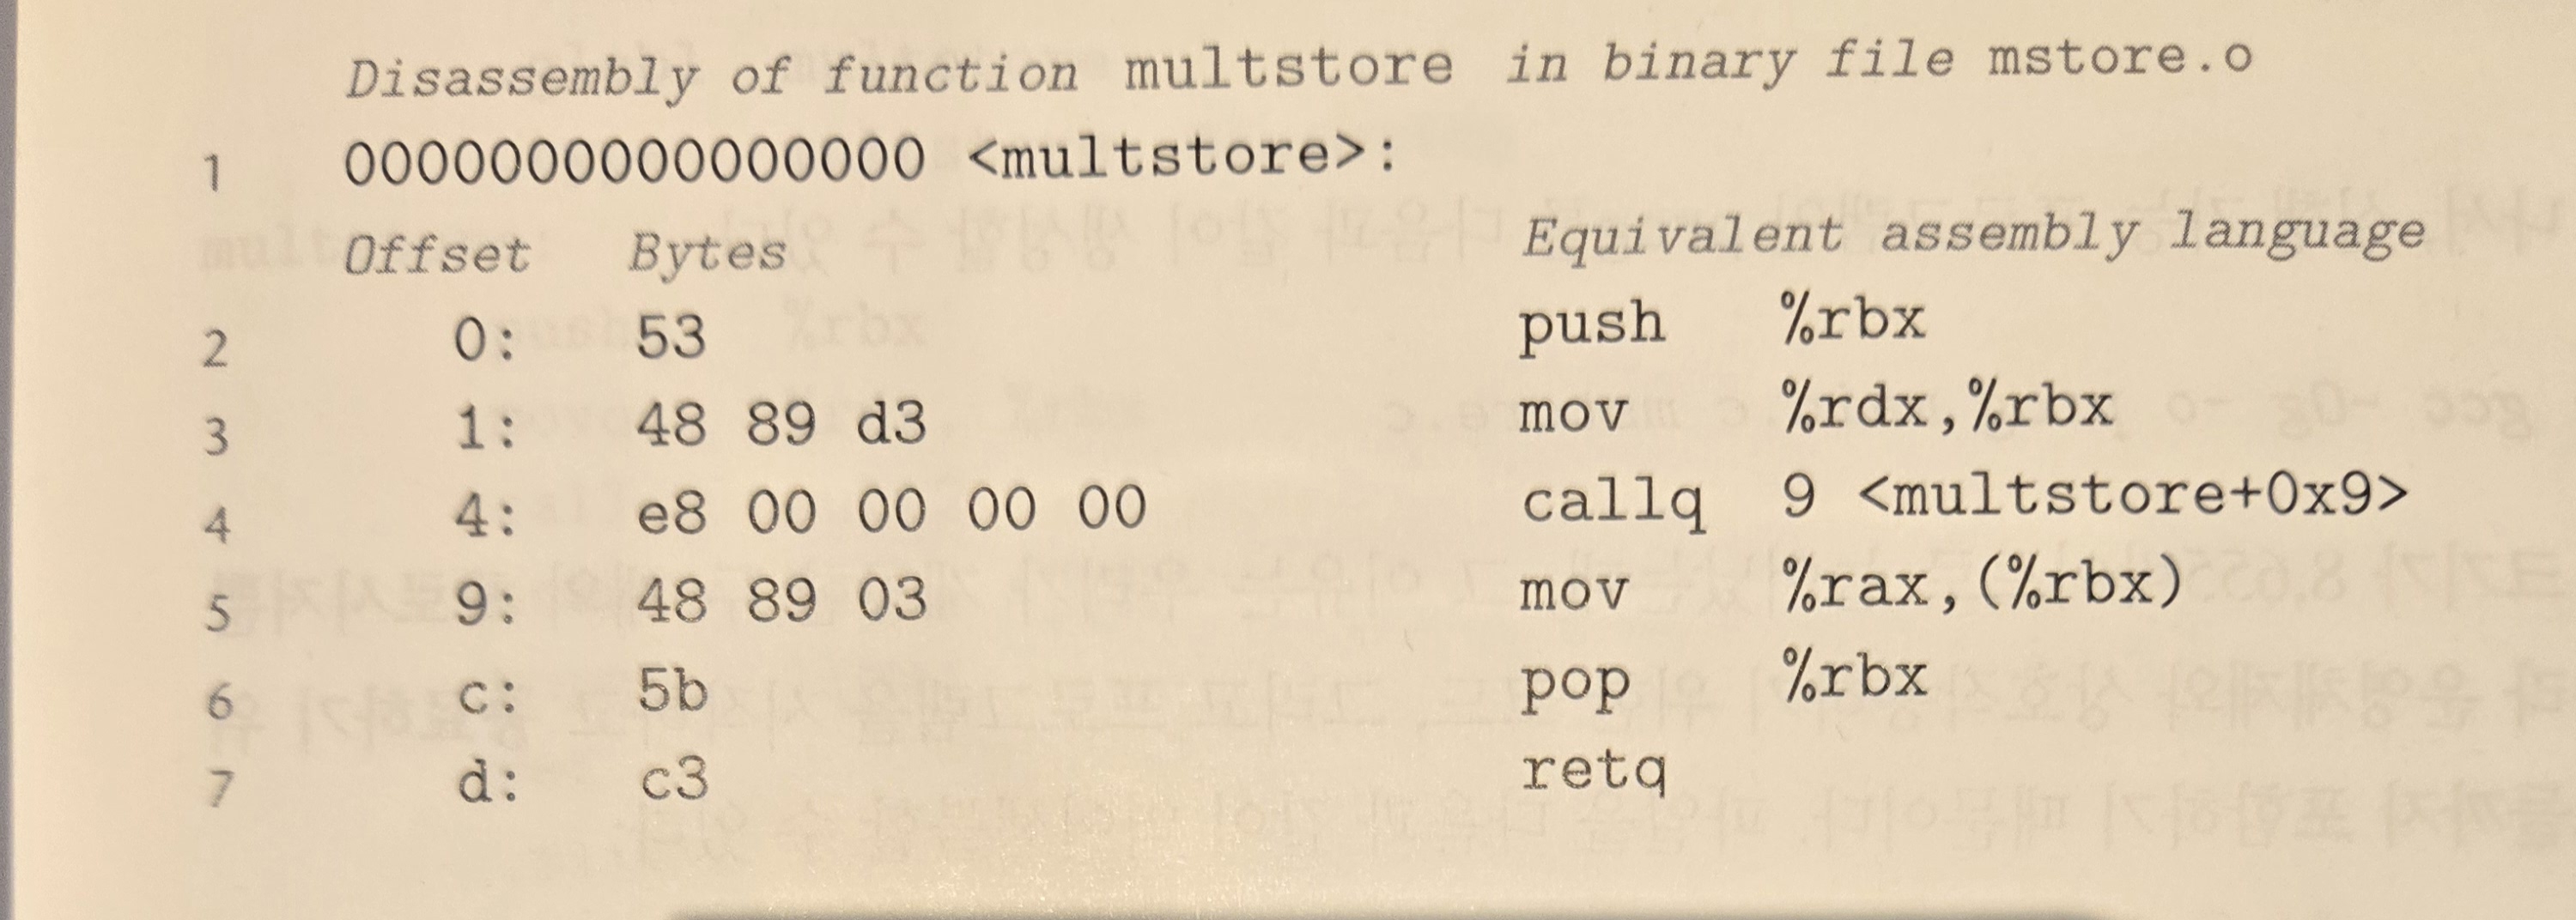 Disassembly of function multstore in binary file mstore.o
1 0000000000000000 <multstore>:
Offset Bytes Equivalent assembly language
2 0: 53 push %rbx
3 1: 48 89 d3 mov %rdx,%rbx
4 4: e8 00 00 00 00 callq 9 <multstore+0x9>
5 9: 48 89 03 mov %rax,(%rbx)
6 c: 5b pop %rbx
7 d: c3 retq